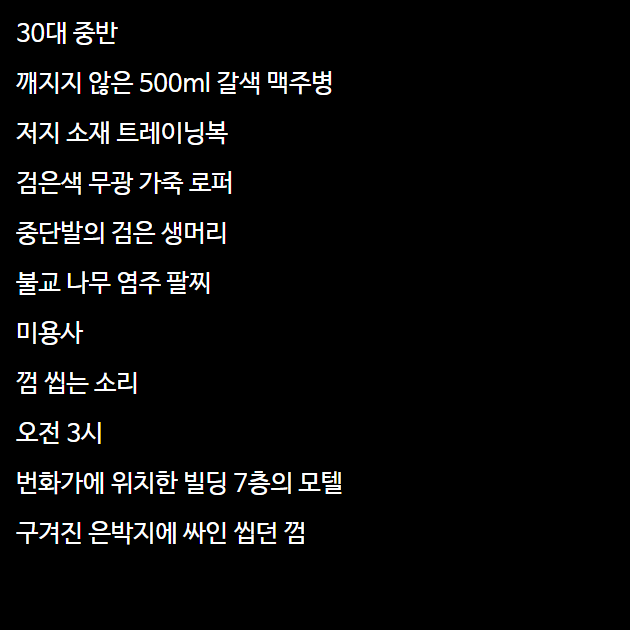 30대 중반
깨지지 않은 500ml 갈색 맥주병
저지 소재 트레이닝복
검은색 무광 가죽 로퍼
중단발의 검은 생머리
불교 나무 염주 팔찌
미용사
껌 씹는 소리
오전 3시
번화가에 위치한 빌딩 7층의 모텔
구겨진 은박지에 싸인 씹던 껌